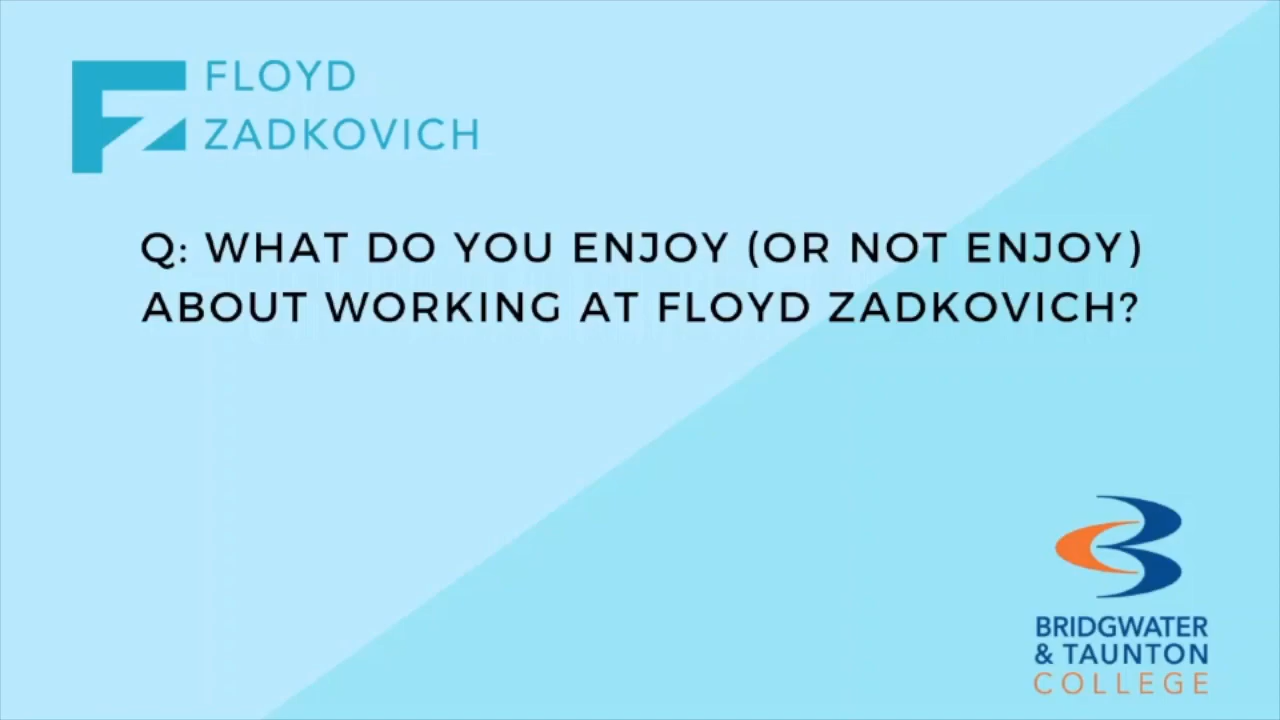 FLOYD
ZADKOVICH
Q: WHAT DO YOU ENJOY (OR NOT ENJOY)
ABOUT WORKING AT FLOYD ZADKOVICH?
BRIDGWATER
& TAUNTON
COLLEGE